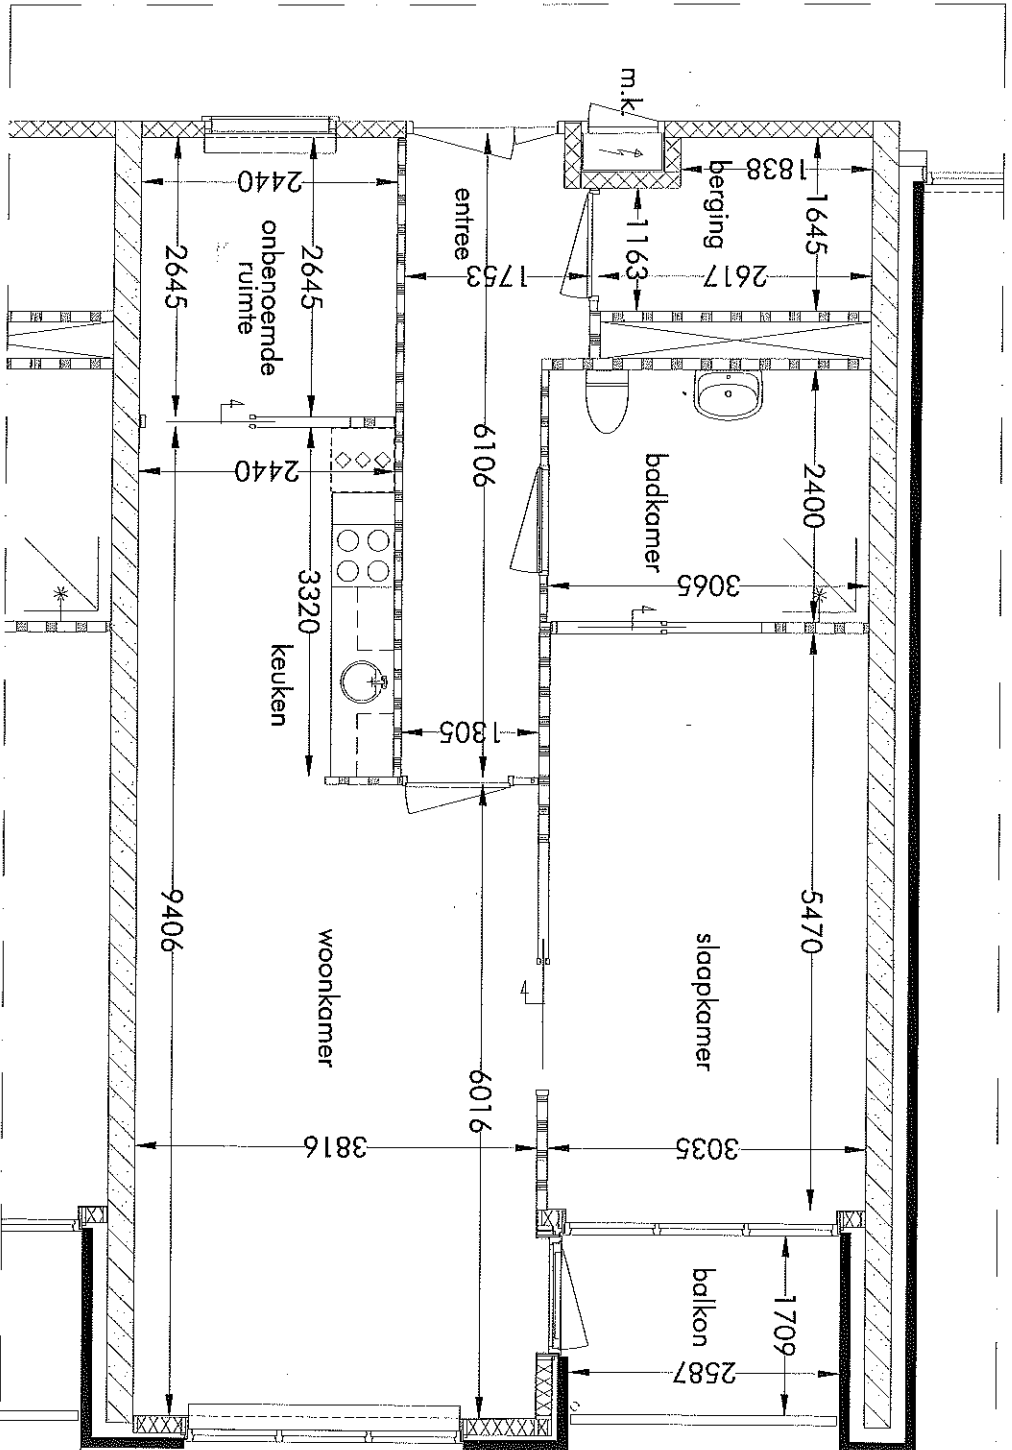 m.k.
berging
1838
1645
entree
1163
1753
2617
2440
onbenoemde
ruimte
2645
2645
6106
badkamer
2400
2440
3065
3320
keuken
1305
9406
woonkamer
slaapkamer
5470
6016
3816
3035
balkon
1709
2587